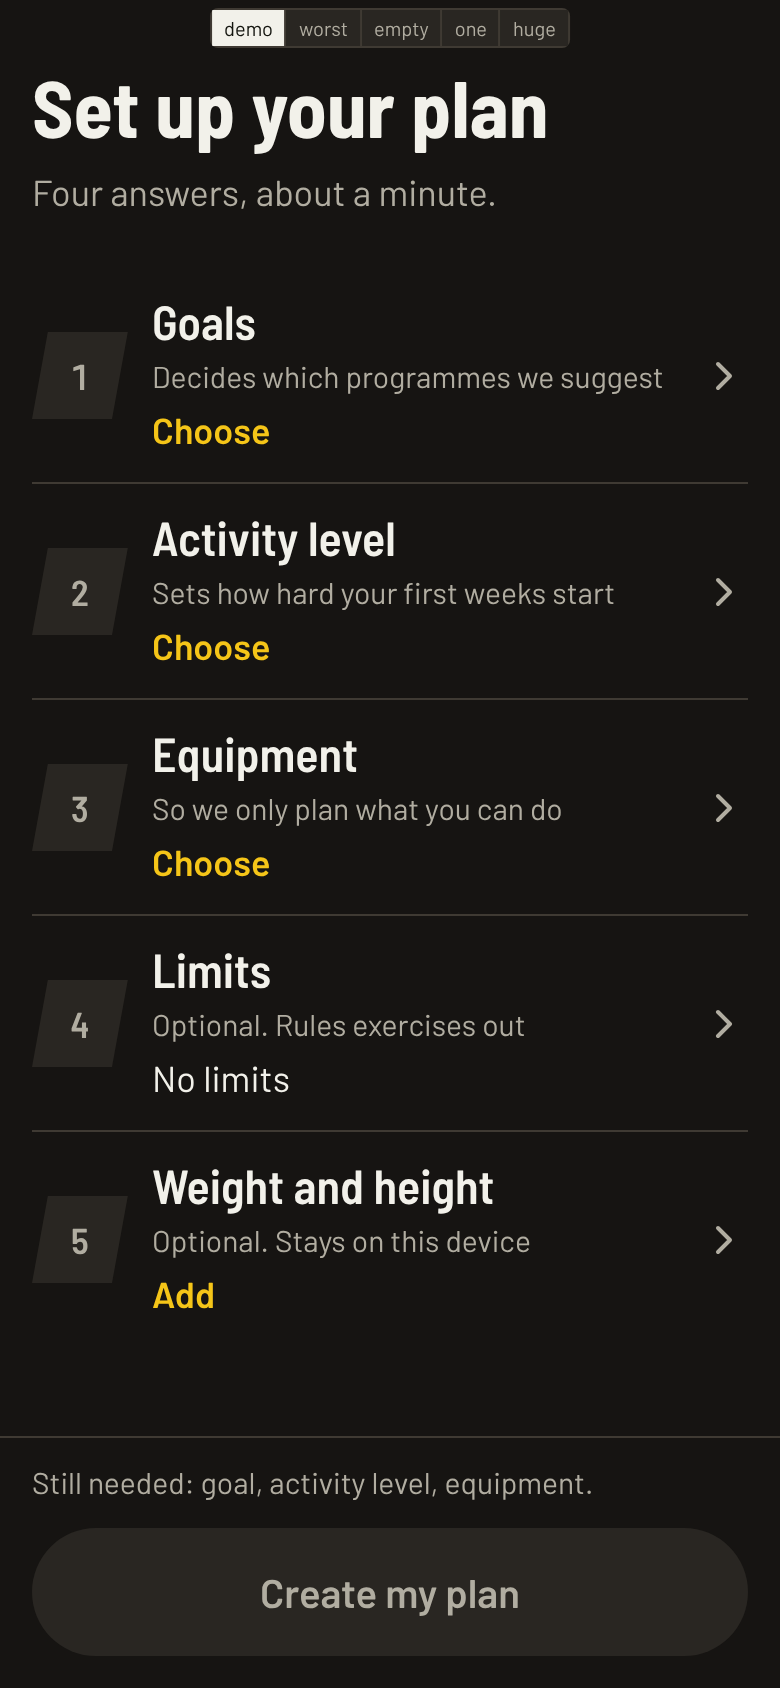 demo worst empty one huge
Set up your plan
Four answers, about a minute.
Goals
1
Decides which programmes we suggest
Choose
Activity level
2
Sets how hard your first weeks start
Choose
Equipment
3
So we only plan what you can do
Choose
Limits
4
Optional. Rules exercises out
No limits
Weight and height
5
Optional. Stays on this device
Add
Still needed: goal, activity level, equipment.
Create my plan